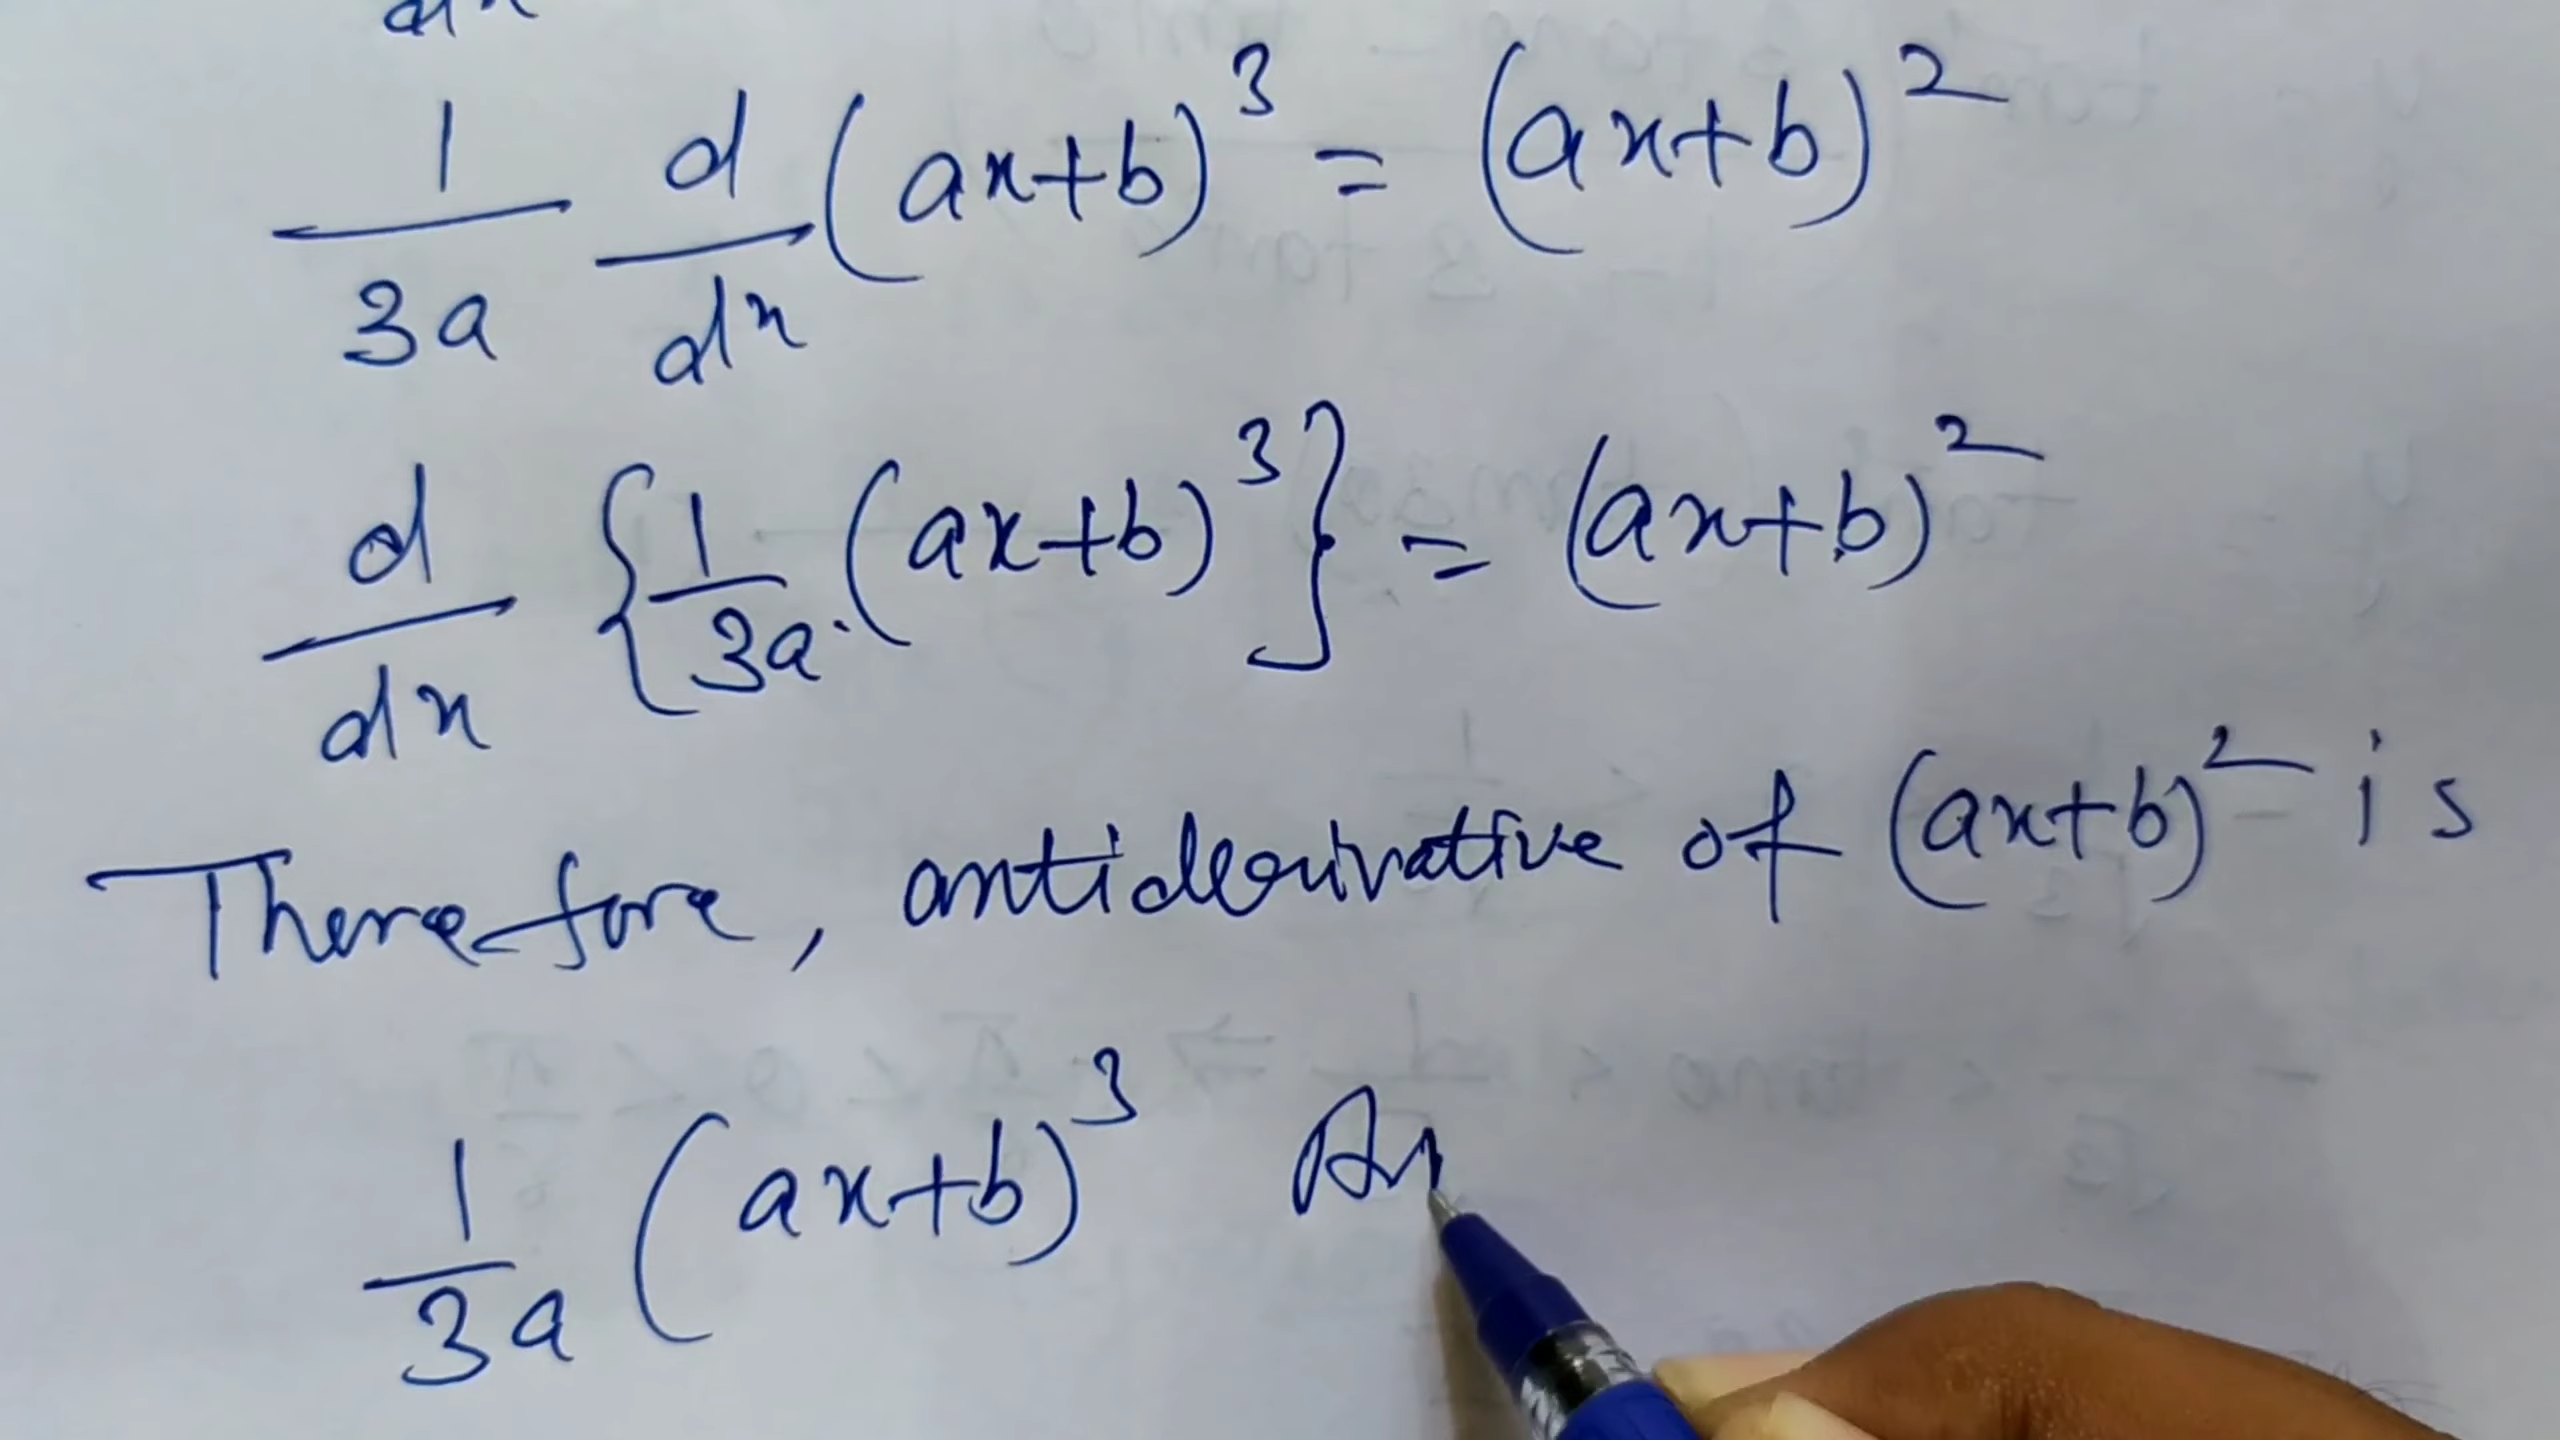 1/3a d/dx (ax+b)³ = (ax+b)²
d/dx {1/3a · (ax+b)³} = (ax+b)²
Therefore, antiderivative of (ax+b)² is
1/3a (ax+b)³ An